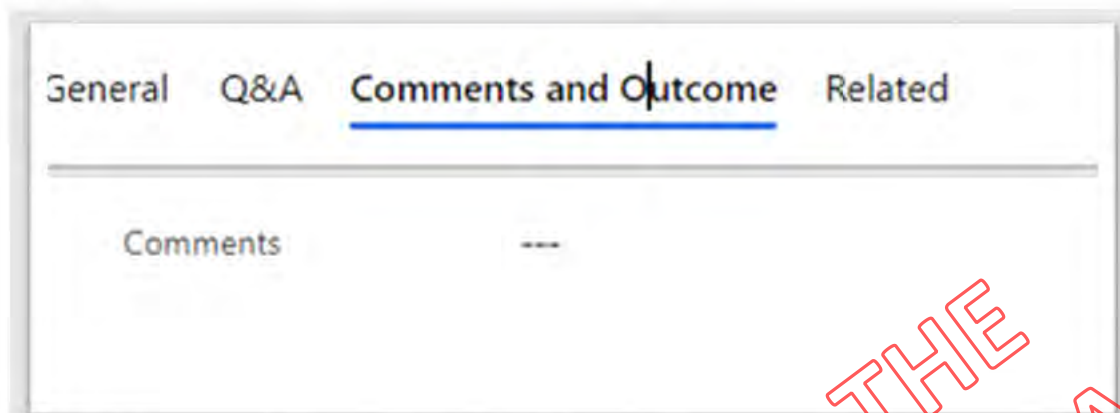 General Q&A Comments and Outcome Related
Comments ---
THE